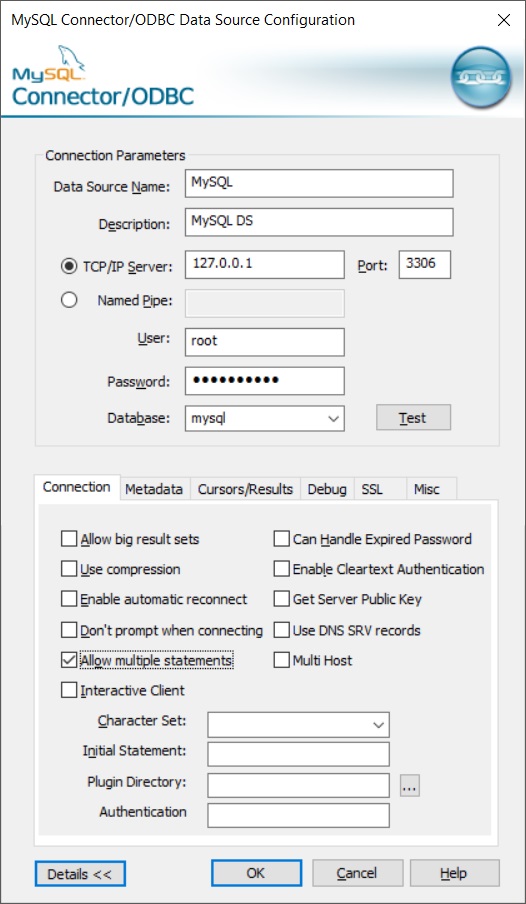 MySQL Connector/ODBC Data Source Configuration
MySQL
Connector/ODBC
Connection Parameters
Data Source Name: MySQL
Description: MySQL DS
TCP/IP Server: 127.0.0.1 Port: 3306
Named Pipe:
User: root
Password: ●●●●●●●●●●
Database: mysql Test
Connection Metadata Cursors/Results Debug SSL Misc
Allow big result sets Can Handle Expired Password
Use compression Enable Cleartext Authentication
Enable automatic reconnect Get Server Public Key
Don't prompt when connecting Use DNS SRV records
Allow multiple statements Multi Host
Interactive Client
Character Set:
Initial Statement:
Plugin Directory: ...
Authentication
Details << OK Cancel Help